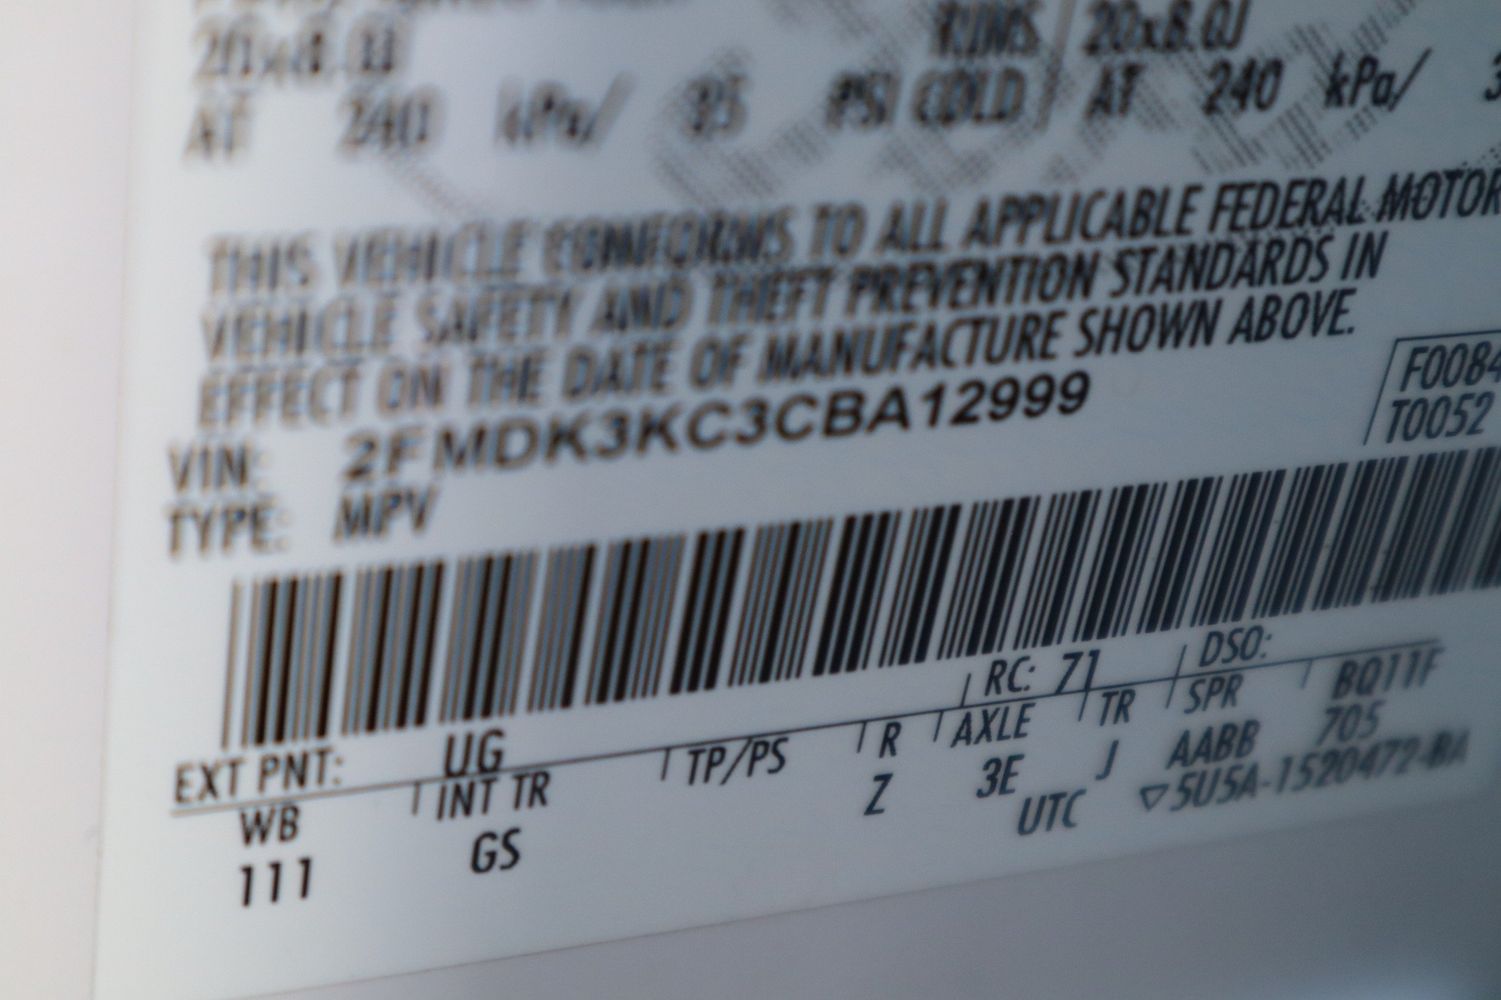 20x8.0J RIMS 20x8.0J
AT 240 kPa/ 35 PSI COLD AT 240 kPa/ 3
THIS VEHICLE CONFORMS TO ALL APPLICABLE FEDERAL MOTOR
VEHICLE SAFETY AND THEFT PREVENTION STANDARDS IN
EFFECT ON THE DATE OF MANUFACTURE SHOWN ABOVE.
F0084
T0052
VIN: 2FMDK3KC3CBA12999
TYPE: MPV
EXT PNT: UG RC: 71 DSO:
WB INT TR TP/PS R AXLE TR SPR BQ11F
111 GS Z 3E J AABB 705
UTC ▽5U5A-1520472-BA